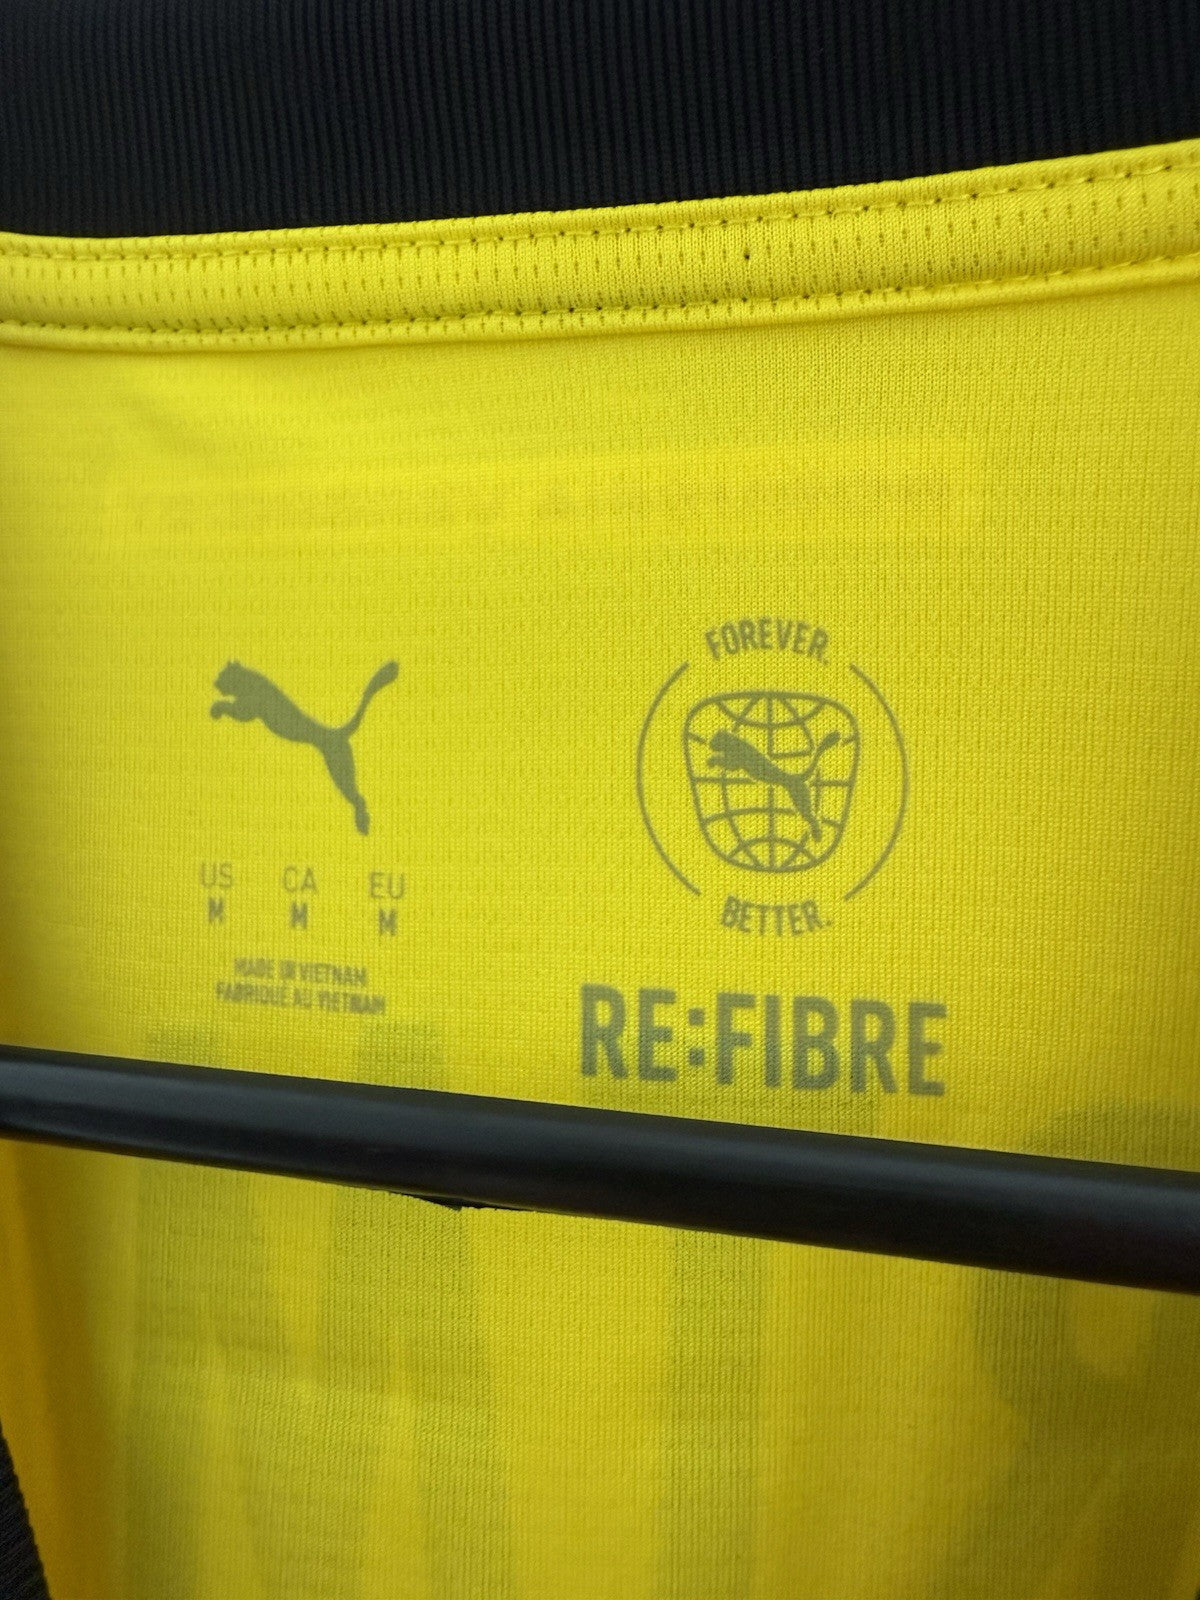 US CA EU
M M M
MADE IN VIETNAM
FABRIQUÉ AU VIETNAM
FOREVER.
BETTER.
RE:FIBRE